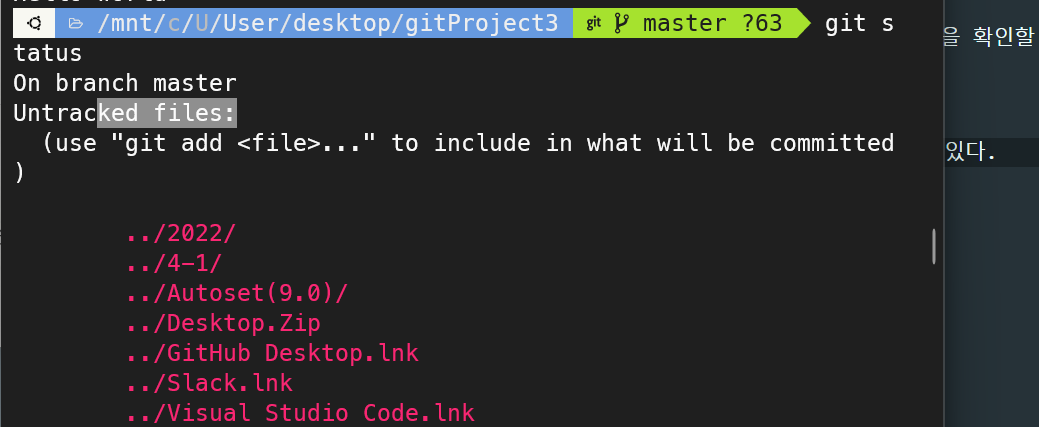 /mnt/c/U/User/desktop/gitProject3 git master ?63 git s
tatus
On branch master
Untracked files:
(use "git add <file>..." to include in what will be committed
)
../2022/
../4-1/
../Autoset(9.0)/
../Desktop.Zip
../GitHub Desktop.lnk
../Slack.lnk
../Visual Studio Code.lnk
을 확인할
있다.